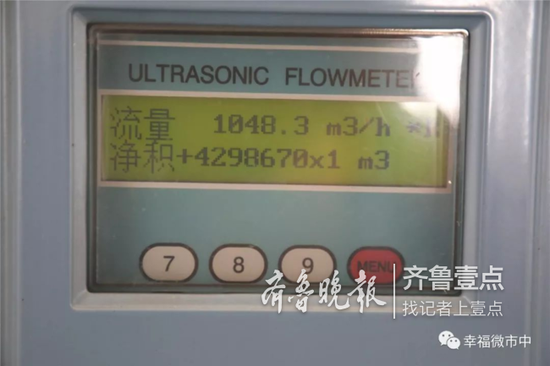 ULTRASONIC FLOWMETER
流量 1048.3 m3/h *R
净积+4298670x1 m3
7 8 9 MENU
齐鲁晚报 齐鲁壹点
找记者上壹点
幸福微市中